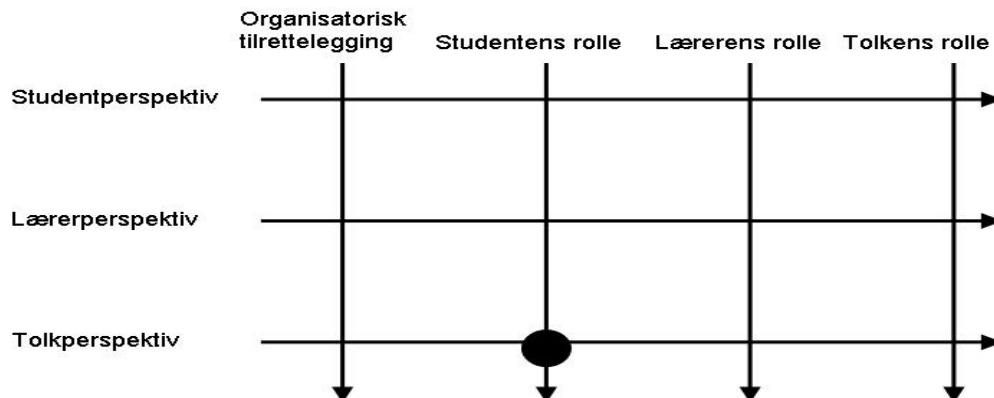 Organisatorisk
tilrettelegging
Studentens rolle
Lærerens rolle
Tolkens rolle
Studentperspektiv
Lærerperspektiv
Tolkperspektiv